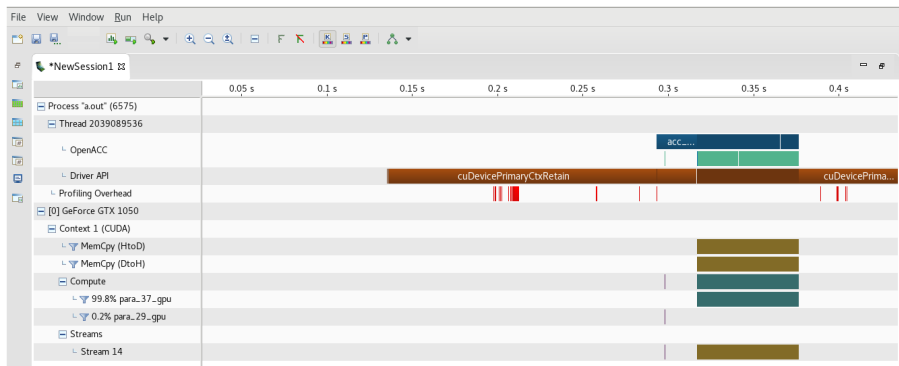 File View Window Run Help
*NewSession1
0.05 s 0.1 s 0.15 s 0.2 s 0.25 s 0.3 s 0.35 s 0.4 s
Process "a.out" (6575)
Thread 2039089536
OpenACC acc_...
Driver API cuDevicePrimaryCtxRetain cuDevicePrima...
Profiling Overhead
[0] GeForce GTX 1050
Context 1 (CUDA)
MemCpy (HtoD)
MemCpy (DtoH)
Compute
99.8% para_37_gpu
0.2% para_29_gpu
Streams
Stream 14